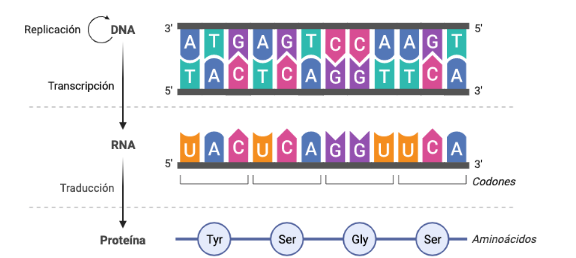 Replicación DNA
3' A T G A G T C C A A G T 5'
5' T A C T C A G G T T C A 3'
Transcripción
RNA
5' U A C U C A G G U U C A 3'
Codones
Traducción
Proteína Tyr Ser Gly Ser Aminoácidos